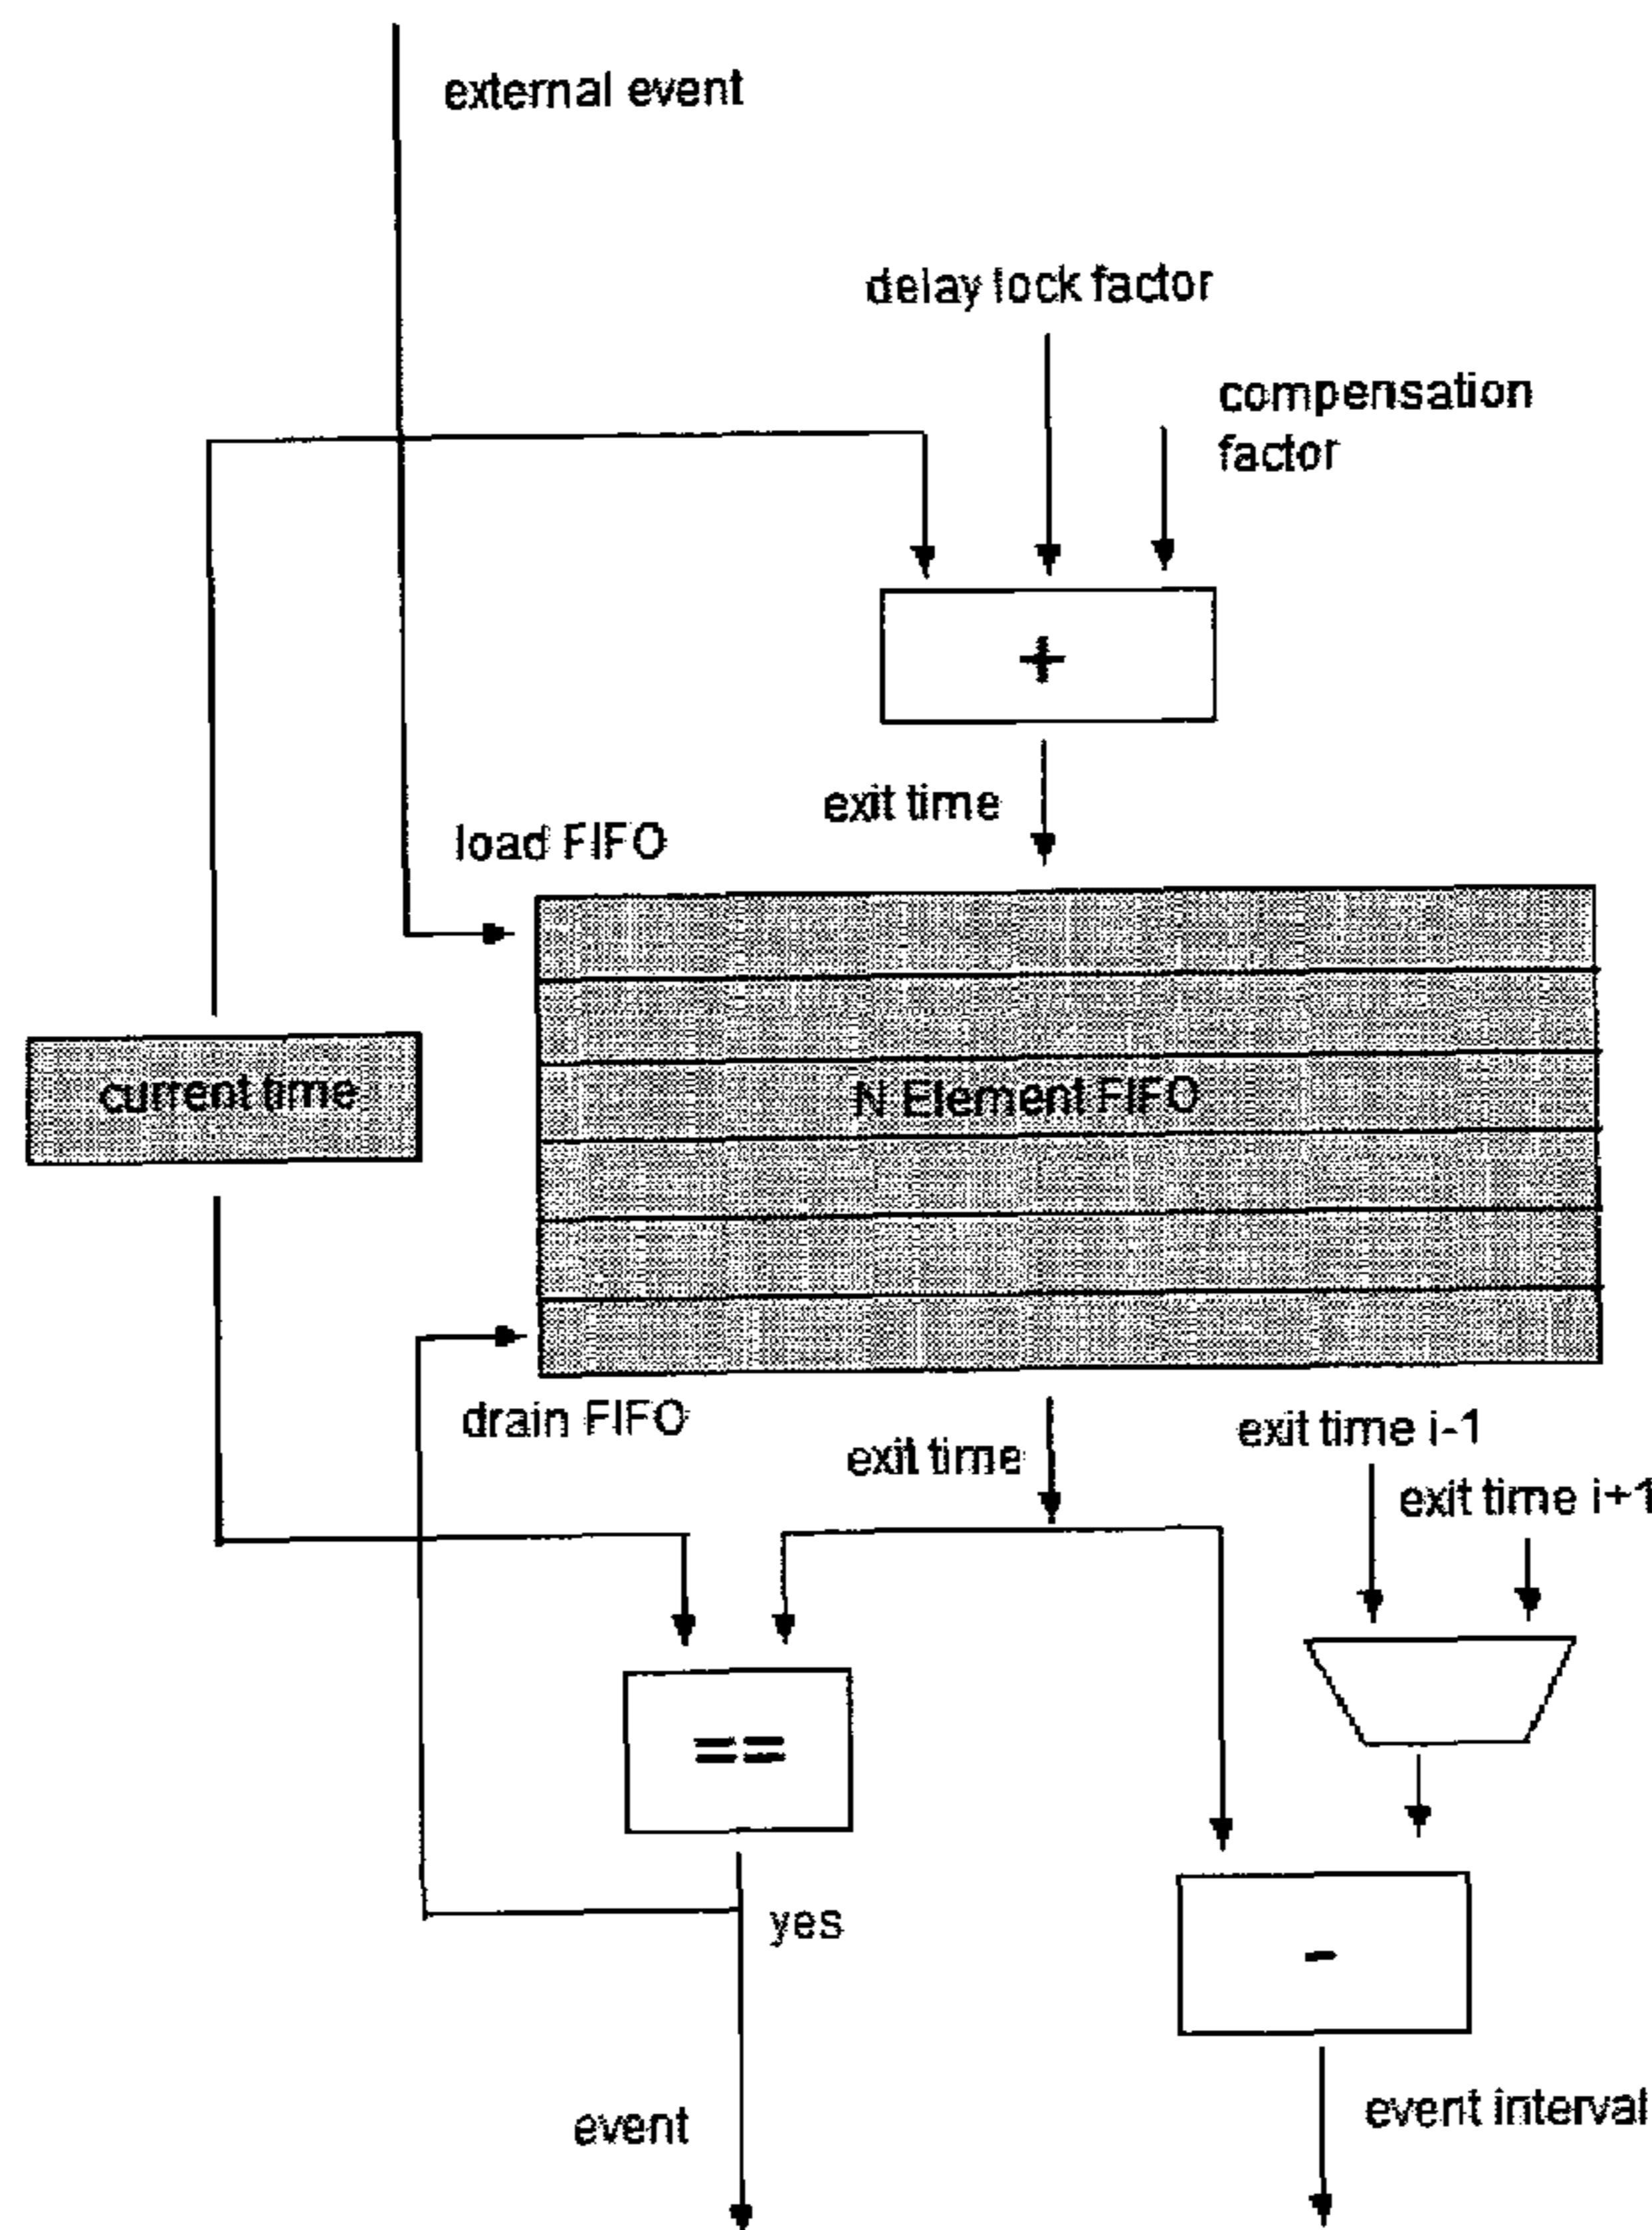 external event
delay lock factor
compensation
factor
+
exit time
load FIFO
current time
N Element FIFO
drain FIFO
exit time
exit time i-1
exit time i+1
==
yes
-
event
event interval